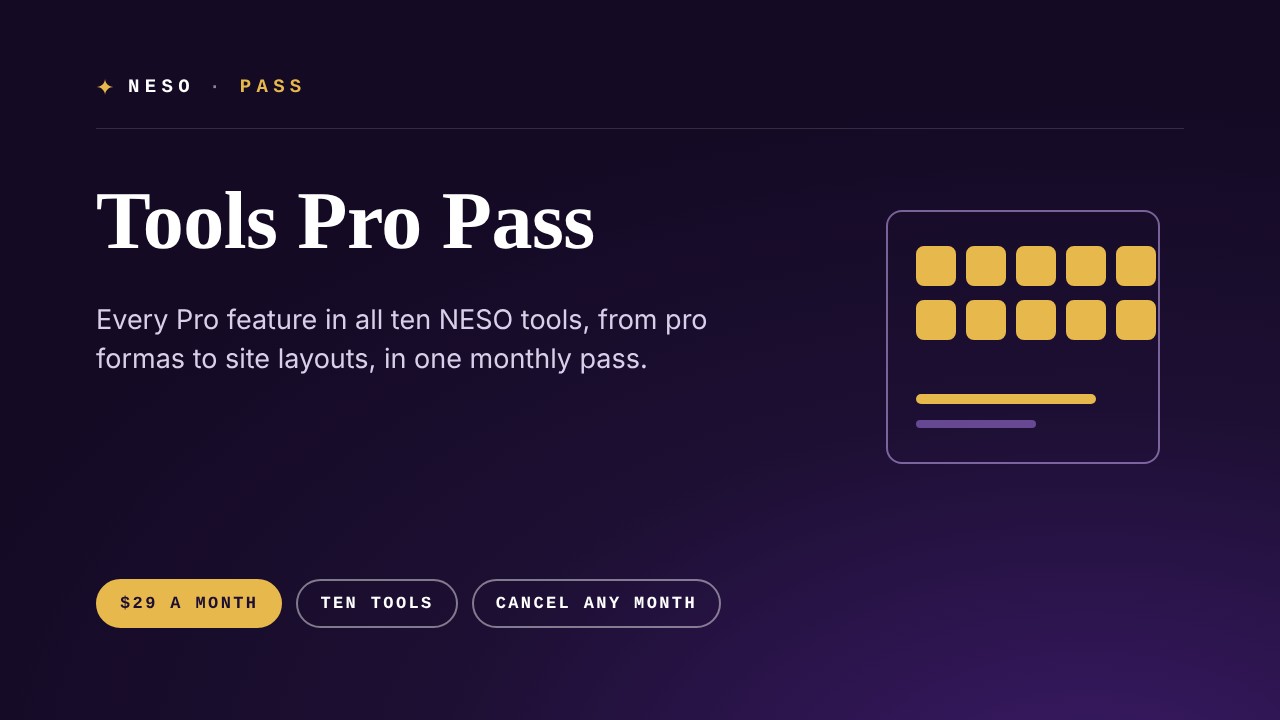 ✦ NESO · PASS
Tools Pro Pass
Every Pro feature in all ten NESO tools, from pro
formas to site layouts, in one monthly pass.
$29 A MONTH
TEN TOOLS
CANCEL ANY MONTH